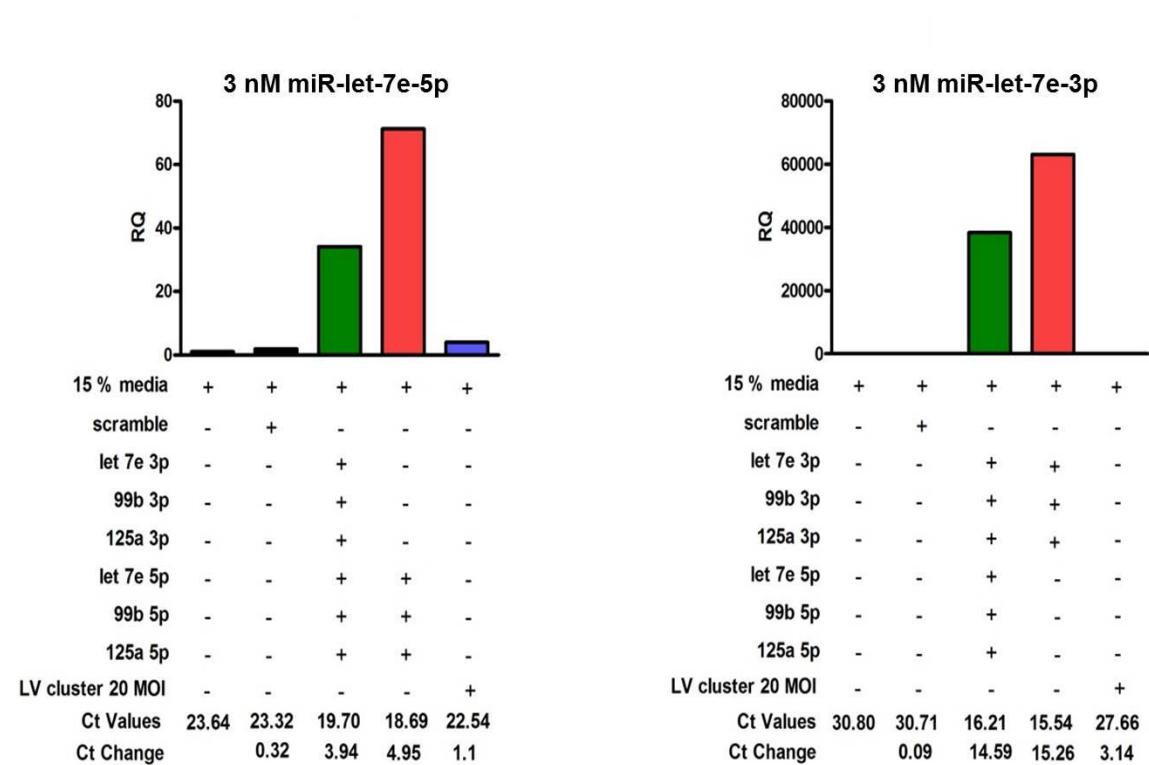 3 nM miR-let-7e-5p
80
60
40
20
0
RQ
15 % media + + + + +
scramble - + - - -
let 7e 3p - - + - -
99b 3p - - + - -
125a 3p - - + - -
let 7e 5p - - + + -
99b 5p - - + + -
125a 5p - - + + -
LV cluster 20 MOI - - - - +
Ct Values 23.64 23.32 19.70 18.69 22.54
Ct Change 0.32 3.94 4.95 1.1
3 nM miR-let-7e-3p
80000
60000
40000
20000
0
RQ
15 % media + + + + +
scramble - + - - -
let 7e 3p - - + + -
99b 3p - - + + -
125a 3p - - + + -
let 7e 5p - - + - -
99b 5p - - + - -
125a 5p - - + - -
LV cluster 20 MOI - - - - +
Ct Values 30.80 30.71 16.21 15.54 27.66
Ct Change 0.09 14.59 15.26 3.14